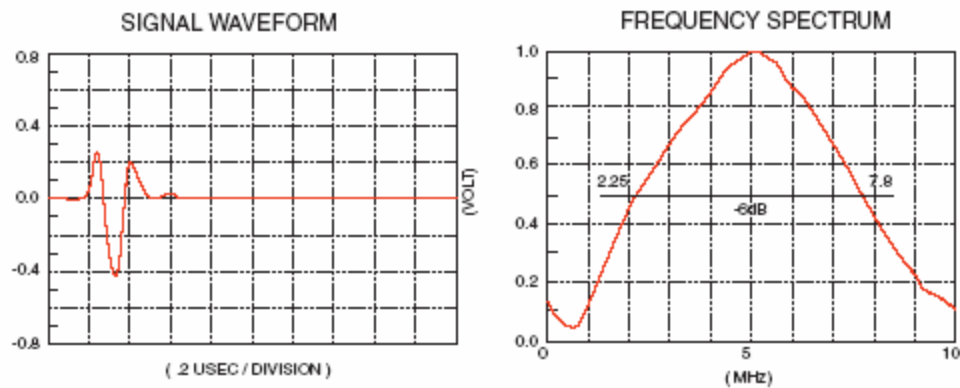 SIGNAL WAVEFORM
0.8
0.4
0.0
-0.4
-0.8
(VOLT)
( .2 USEC / DIVISION )
FREQUENCY SPECTRUM
1.0
0.8
0.6
0.4
0.2
0.0
2.25
7.8
-6dB
0
5
10
(MHz)